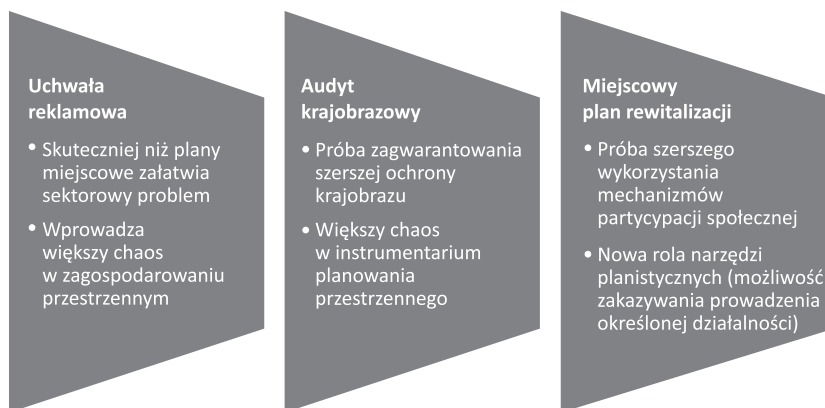 Uchwała
reklamowa
• Skuteczniej niż plany
miejscowe załatwia
sektorowy problem
• Wprowadza
większy chaos
w zagospodarowaniu
przestrzennym
Audyt
krajobrazowy
• Próba zagwarantowania
szerszej ochrony
krajobrazu
• Większy chaos
w instrumentarium
planowania
przestrzennego
Miejscowy
plan rewitalizacji
• Próba szerszego
wykorzystania
mechanizmów
partycypacji społecznej
• Nowa rola narzędzi
planistycznych (możliwość
zakazywania prowadzenia
określonej działalności)